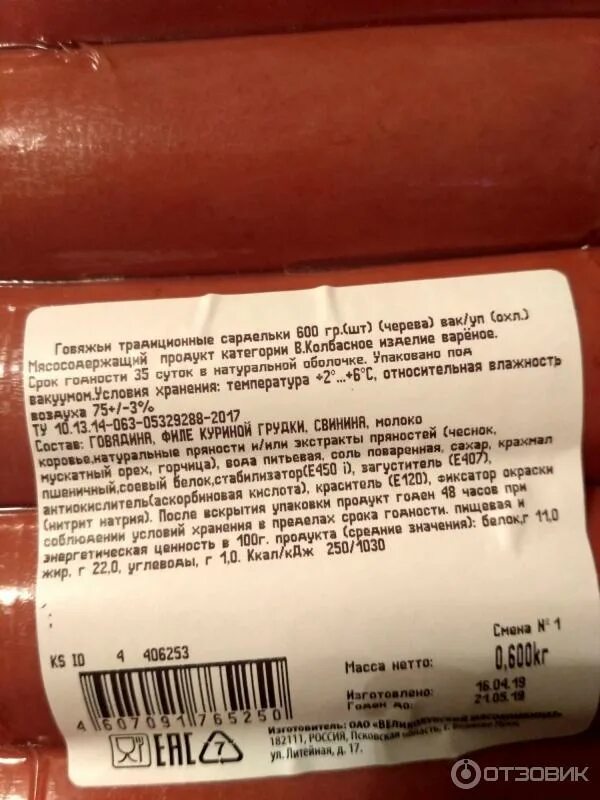 Говяжьи традиционные сардельки 600 гр.(шт) (черева) вак/уп (охл.)
Мясосодержащий продукт категории В.Колбасное изделие варёное.
Срок годности 35 суток в натуральной оболочке. Упаковано под
вакуумом.Условия хранения: температура +2°…+6°С, относительная влажность
воздуха 75+/-3%
ТУ 10.13.14-063-05329288-2017
Состав: ГОВЯДИНА, ФИЛЕ КУРИНОЙ ГРУДКИ, СВИНИНА, молоко
коровье,натуральные пряности и/или экстракты пряностей (чеснок,
мускатный орех, горчица), вода питьевая, соль поваренная, сахар, крахмал
пшеничный,соевый белок,стабилизатор(Е450 i), загуститель (Е407),
антиокислитель(аскорбиновая кислота), краситель (Е120), фиксатор окраски
(нитрит натрия). После вскрытия упаковки продукт годен 48 часов при
соблюдении условий хранения в пределах срока годности. пищевая и
энергетическая ценность в 100г. продукта (средние значения): белок,г 11,0
жир, г 22,0, углеводы, г 1,0. Ккал/кДж 250/1030
Смена № 1
KS ID 4 406253
Масса нетто: 0,600кг
Изготовлено: 16.04.19
Годен до: 21.05.19
4 607091 765250
Изготовитель: ОАО «ВЕЛИКОЛУКСКИЙ МЯСОКОМБИНАТ»
182111, РОССИЯ, Псковская область, г. Великие Луки,
ул. Литейная, д. 17.
EAC
7
ОТЗОВИК